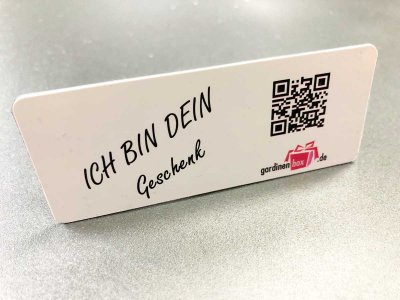 ICH BIN DEIN
Geschenk
gardinenbox.de